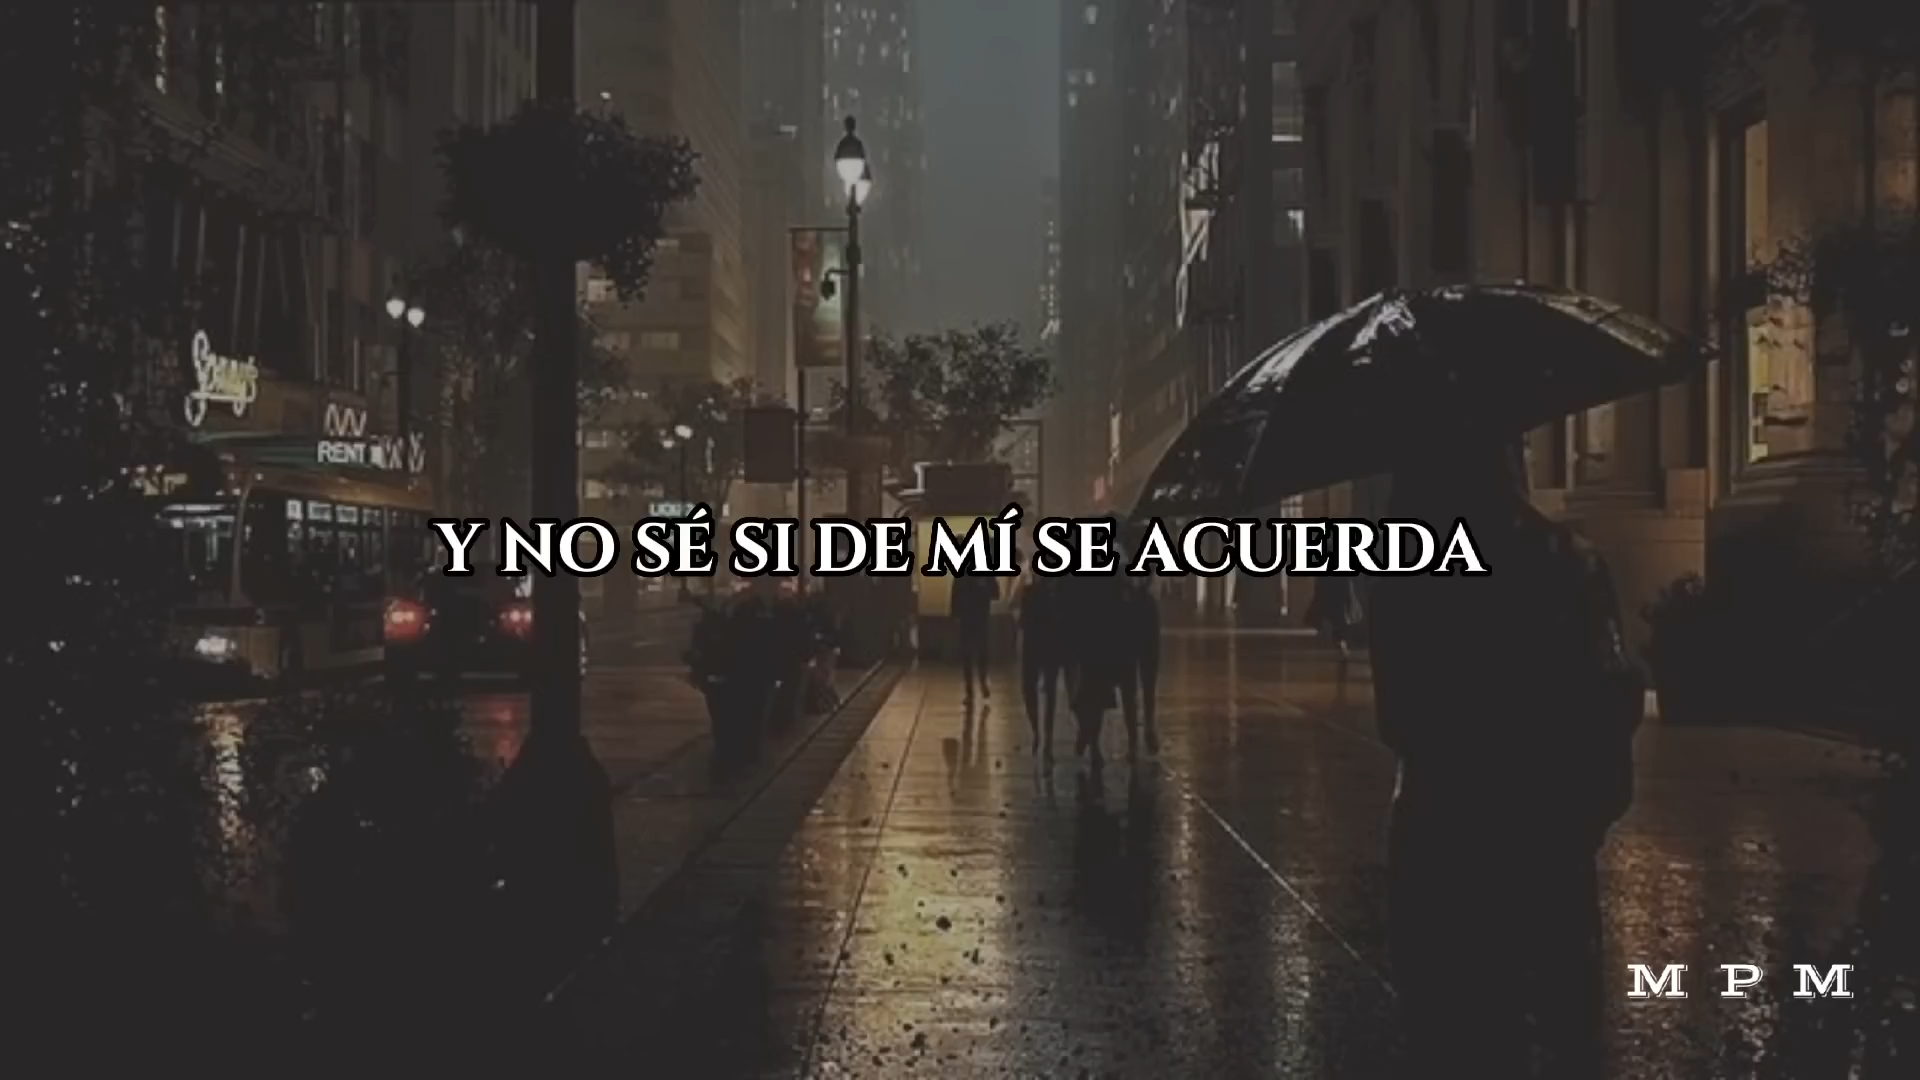 RENT
Y NO SÉ SI DE MÍ SE ACUERDA
M P M